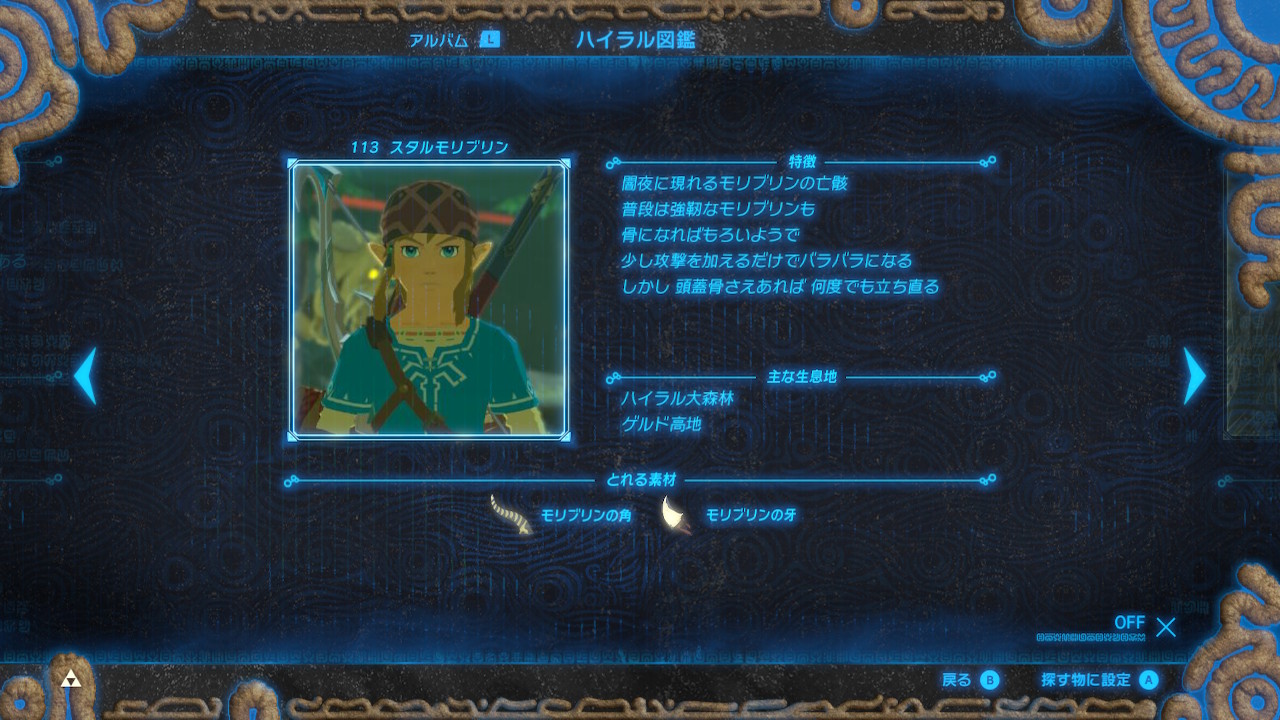 アルバム L ハイラル図鑑
113 スタルモリブリン
特徴
闇夜に現れるモリブリンの亡骸
普段は強靭なモリブリンも
骨になればもろいようで
少し攻撃を加えるだけでバラバラになる
しかし 頭蓋骨さえあれば 何度でも立ち直る
主な生息地
ハイラル大森林
ゲルド高地
とれる素材
モリブリンの角 モリブリンの牙
OFF
戻る B 探す物に設定 A